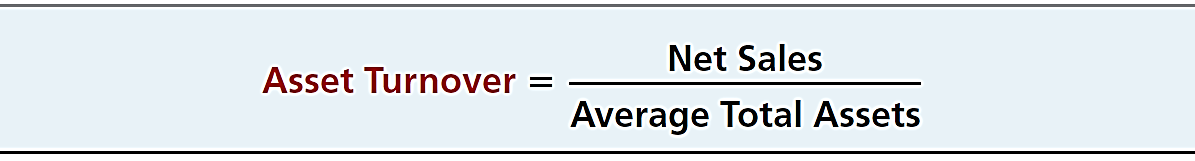 Net Sales
Asset Turnover =
Average Total Assets